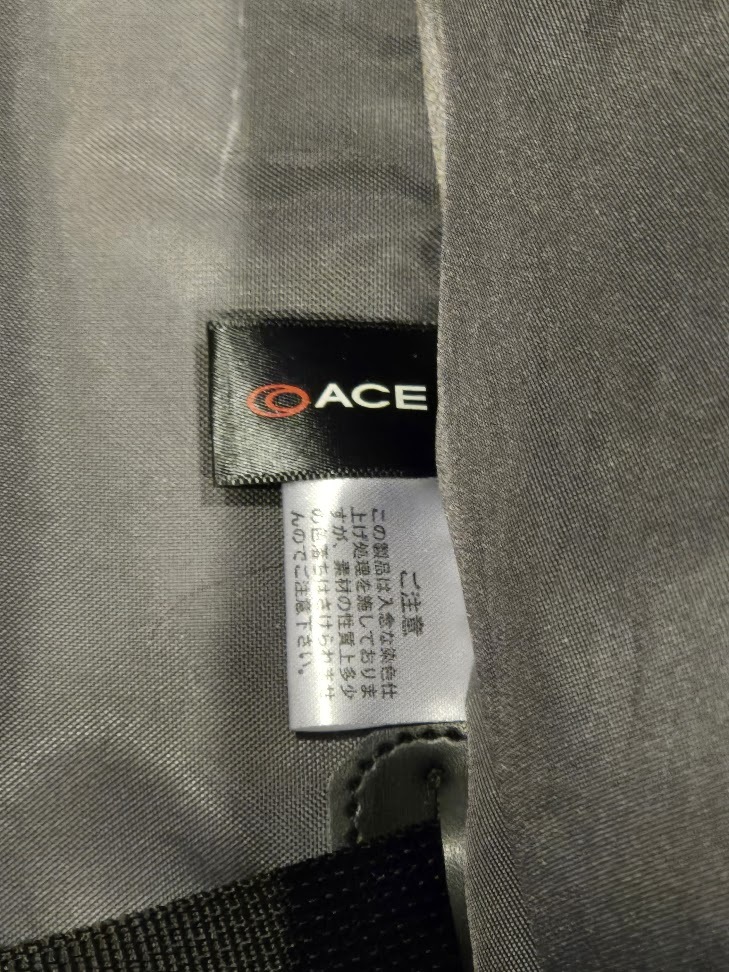 ACE
ご注意
この製品は入念な染色仕
上げ処理を施しておりま
すが、素材の性質上多少
の色落ちはさけられませ
んのでご注意下さい。